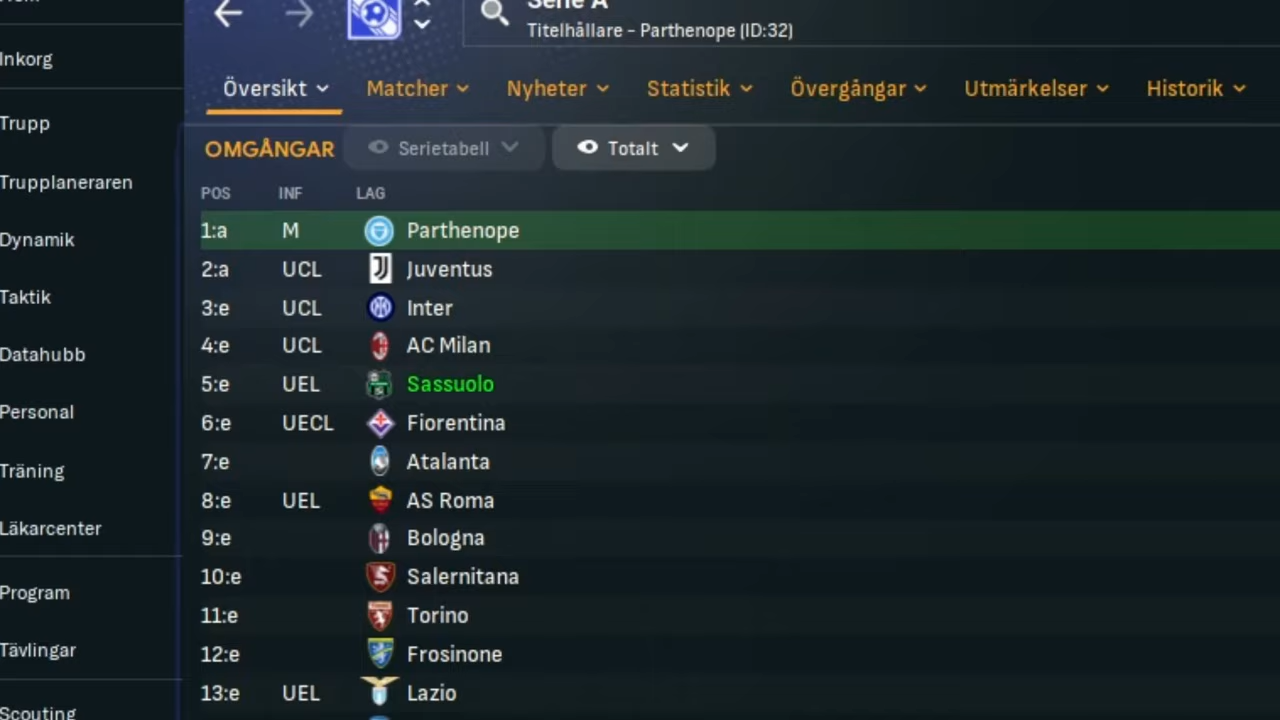 Serie A
Titelhållare - Parthenope (ID:32)
Inkorg
Trupp
Trupplaneraren
Dynamik
Taktik
Datahubb
Personal
Träning
Läkarcenter
Program
Tävlingar
Scouting
Översikt Matcher Nyheter Statistik Övergångar Utmärkelser Historik
OMGÅNGAR Serietabell Totalt
POS INF LAG
1:a M Parthenope
2:a UCL Juventus
3:e UCL Inter
4:e UCL AC Milan
5:e UEL Sassuolo
6:e UECL Fiorentina
7:e Atalanta
8:e UEL AS Roma
9:e Bologna
10:e Salernitana
11:e Torino
12:e Frosinone
13:e UEL Lazio